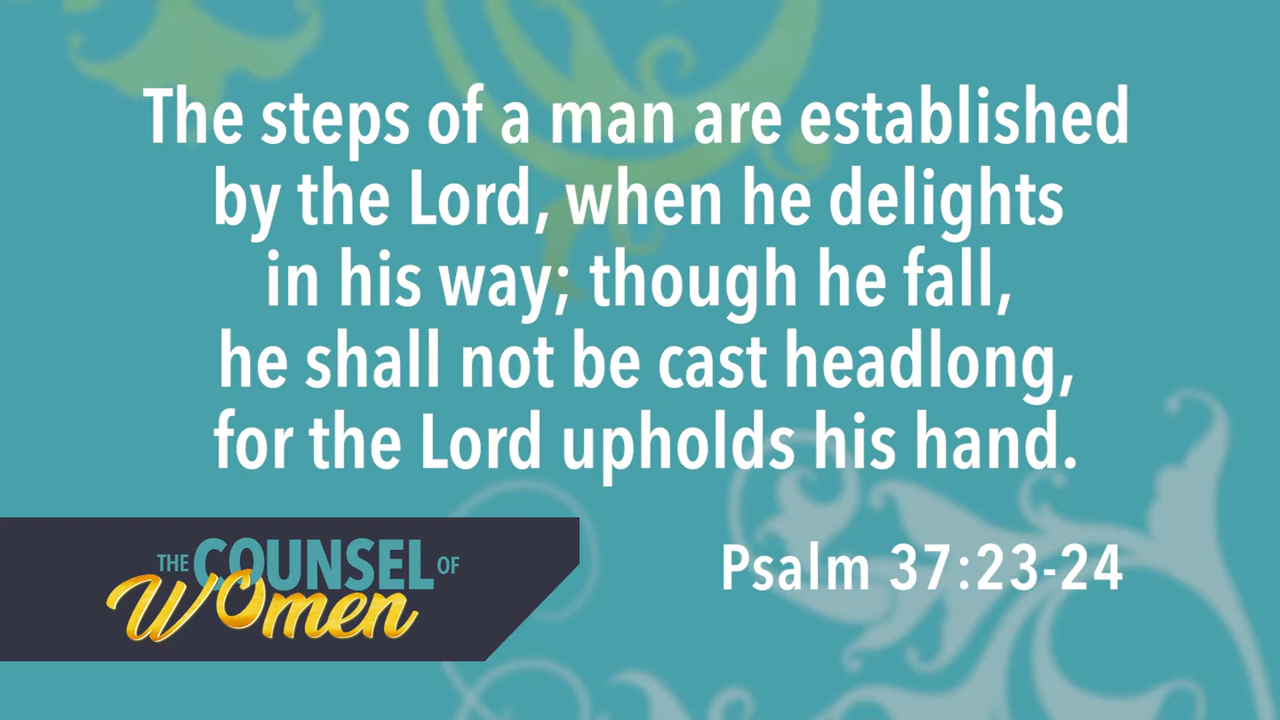 The steps of a man are established
by the Lord, when he delights
in his way; though he fall,
he shall not be cast headlong,
for the Lord upholds his hand.
Psalm 37:23-24
THE COUNSEL OF
Women